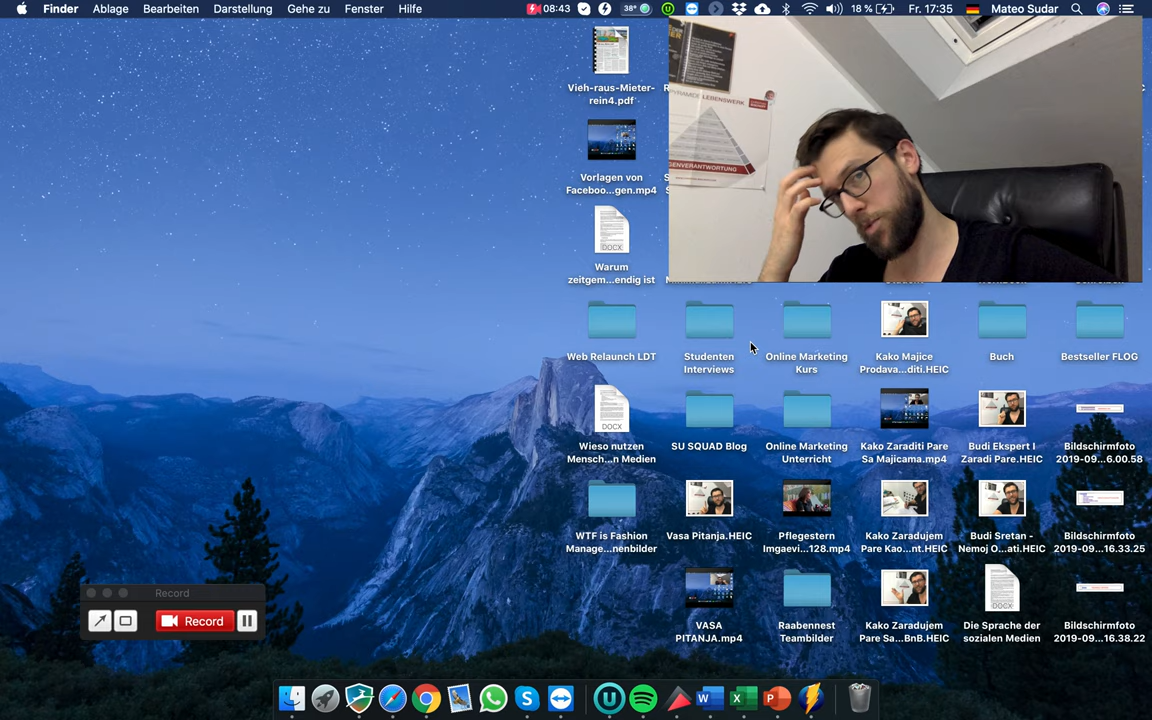 Finder Ablage Bearbeiten Darstellung Gehe zu Fenster Hilfe 08:43 38° 18 % Fr. 17:35 Mateo Sudar
Vieh-raus-Mieter-
rein4.pdf
Vorlagen von
Faceboo...gen.mp4
DOCX
Warum
zeitgem...endig ist
LEBENSWERK
GENVERANTWORTUNG
Web Relaunch LDT
Studenten
Interviews
Online Marketing
Kurs
Kako Majice
Prodava...diti.HEIC
Buch
Bestseller FLOG
DOCX
Wieso nutzen
Mensch...n Medien
SU SQUAD Blog
Online Marketing
Unterricht
Kako Zaraditi Pare
Sa Majicama.mp4
Budi Ekspert I
Zaradi Pare.HEIC
Bildschirmfoto
2019-09...6.00.58
WTF is Fashion
Manage...nenbilder
Vasa Pitanja.HEIC
Pflegestern
Imgaevi...128.mp4
Kako Zaradujem
Pare Kao...nt.HEIC
Budi Sretan -
Nemoj O...ati.HEIC
Bildschirmfoto
2019-09...16.33.25
VASA
PITANJA.mp4
Raabennest
Teambilder
Kako Zaradujem
Pare Sa...BnB.HEIC
DOCX
Die Sprache der
sozialen Medien
Bildschirmfoto
2019-09...16.38.22
Record
Record